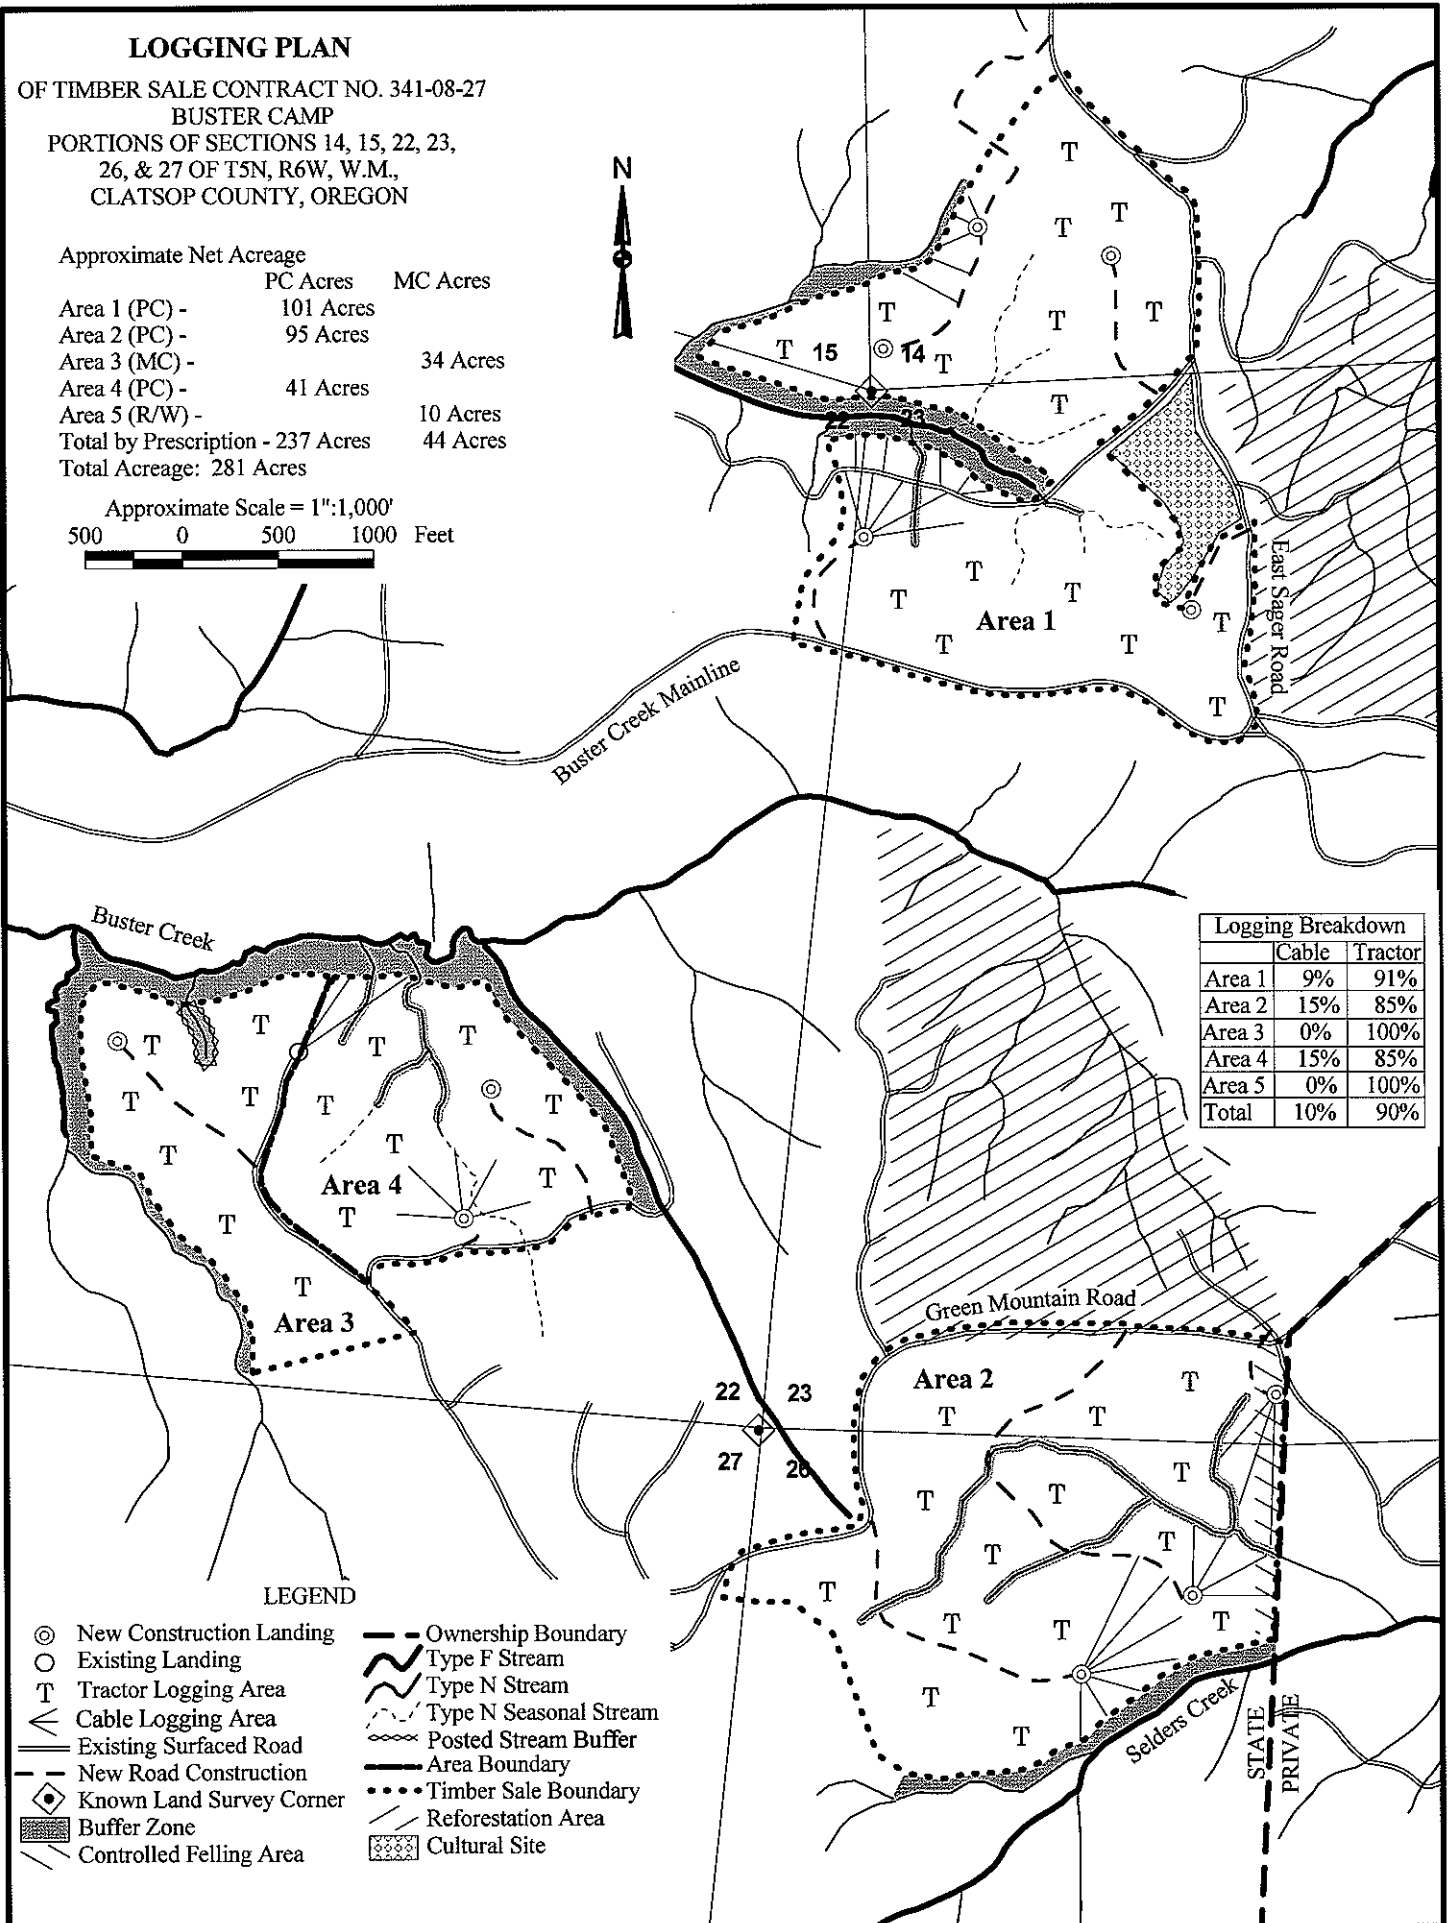 LOGGING PLAN
OF TIMBER SALE CONTRACT NO. 341-08-27
BUSTER CAMP
PORTIONS OF SECTIONS 14, 15, 22, 23,
26, & 27 OF T5N, R6W, W.M.,
CLATSOP COUNTY, OREGON
Approximate Net Acreage
PC Acres MC Acres
Area 1 (PC) - 101 Acres
Area 2 (PC) - 95 Acres
Area 3 (MC) - 34 Acres
Area 4 (PC) - 41 Acres
Area 5 (R/W) - 10 Acres
Total by Prescription - 237 Acres 44 Acres
Total Acreage: 281 Acres
Approximate Scale = 1":1,000'
500 0 500 1000 Feet
N
T
T T
T T T
T 15 14 T
T
22 23
T T T
Area 1
T T T
T
East Sager Road
Buster Creek Mainline
Buster Creek
Logging Breakdown
Cable Tractor
Area 1 9% 91%
Area 2 15% 85%
Area 3 0% 100%
Area 4 15% 85%
Area 5 0% 100%
Total 10% 90%
T T T T
T T T T
T T T
Area 4
T T
T
Area 3
Green Mountain Road
22 23
27 26
Area 2
T
T T
T
T T
T T
T T T T
T
T
Selders Creek
STATE
PRIVATE
LEGEND
New Construction Landing
Existing Landing
T Tractor Logging Area
Cable Logging Area
Existing Surfaced Road
New Road Construction
Known Land Survey Corner
Buffer Zone
Controlled Felling Area
Ownership Boundary
Type F Stream
Type N Stream
Type N Seasonal Stream
Posted Stream Buffer
Area Boundary
Timber Sale Boundary
Reforestation Area
Cultural Site